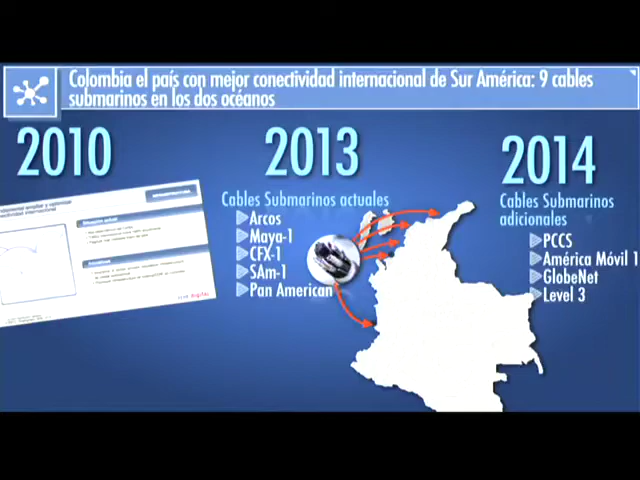 Colombia el país con mejor conectividad internacional de Sur América: 9 cables
submarinos en los dos océanos
2010
2013
Cables Submarinos actuales
Arcos
Maya-1
CFX-1
SAm-1
Pan American
2014
Cables Submarinos
adicionales
PCCS
América Móvil 1
GlobeNet
Level 3